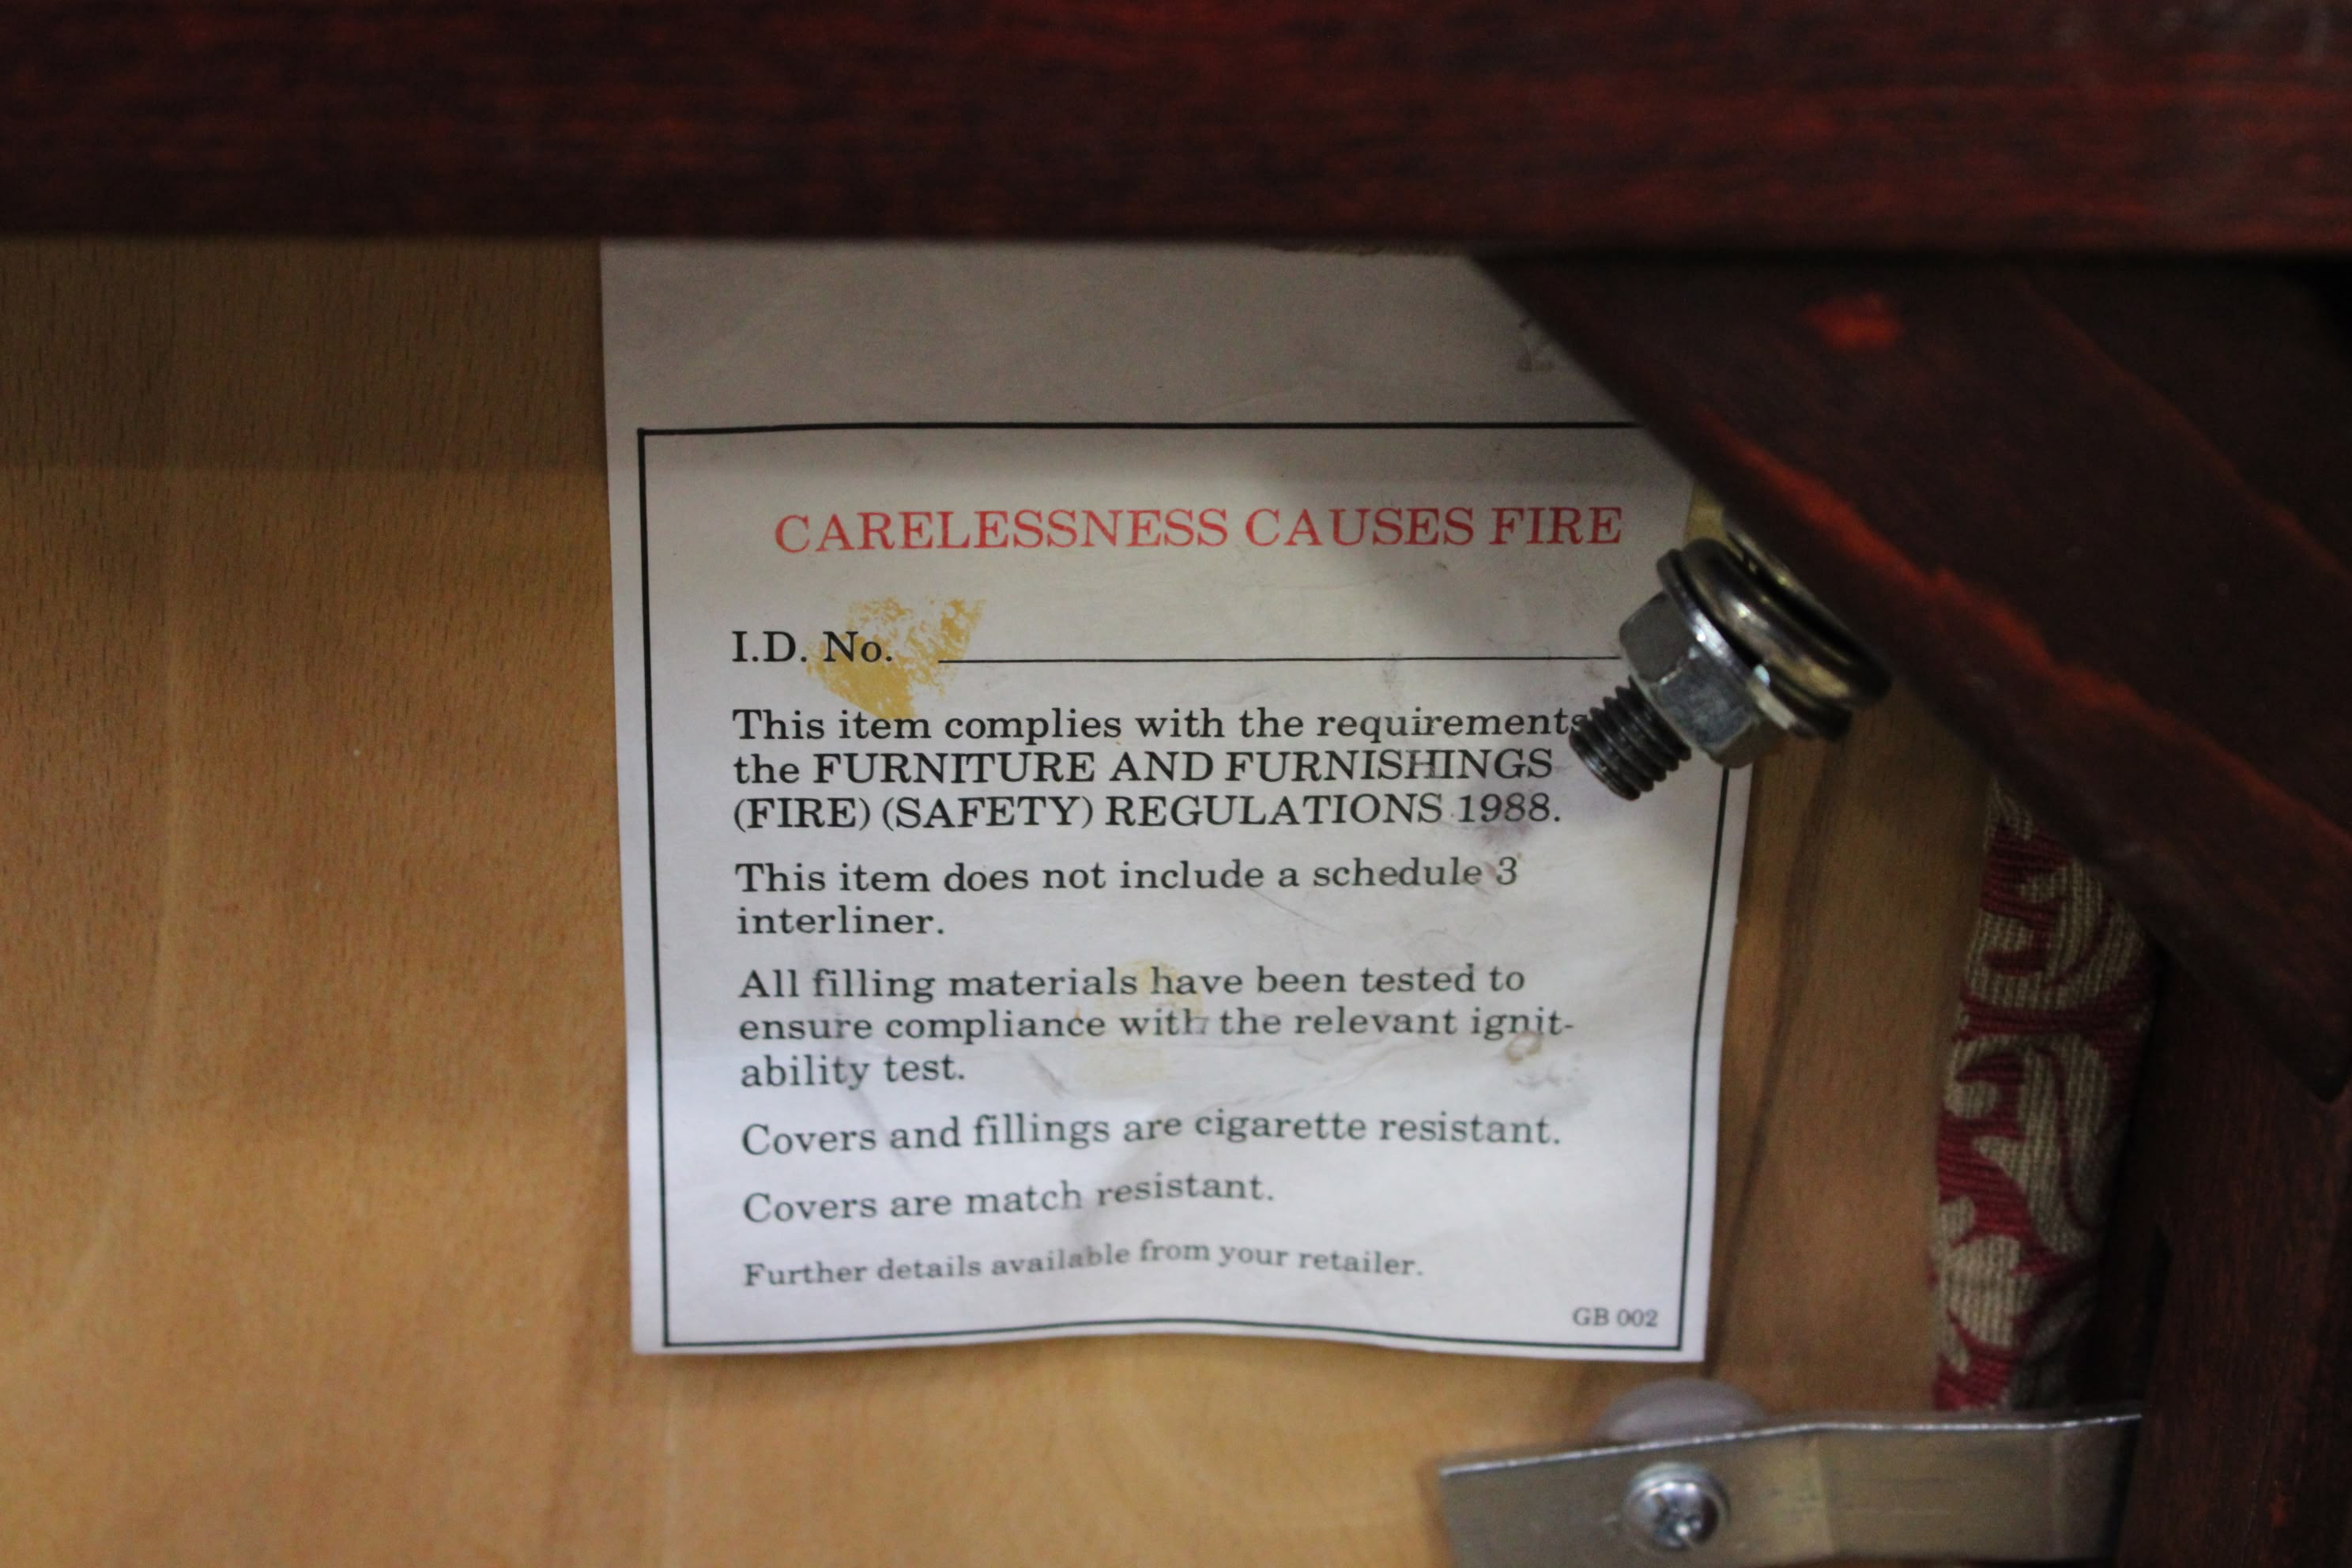 2
CARELESSNESS CAUSES FIRE
I.D. No.
This item complies with the requirements
the FURNITURE AND FURNISHINGS
(FIRE) (SAFETY) REGULATIONS 1988.
This item does not include a schedule 3
interliner.
All filling materials have been tested to
ensure compliance with the relevant ignit-
ability test.
Covers and fillings are cigarette resistant.
Covers are match resistant.
Further details available from your retailer.
GB 002